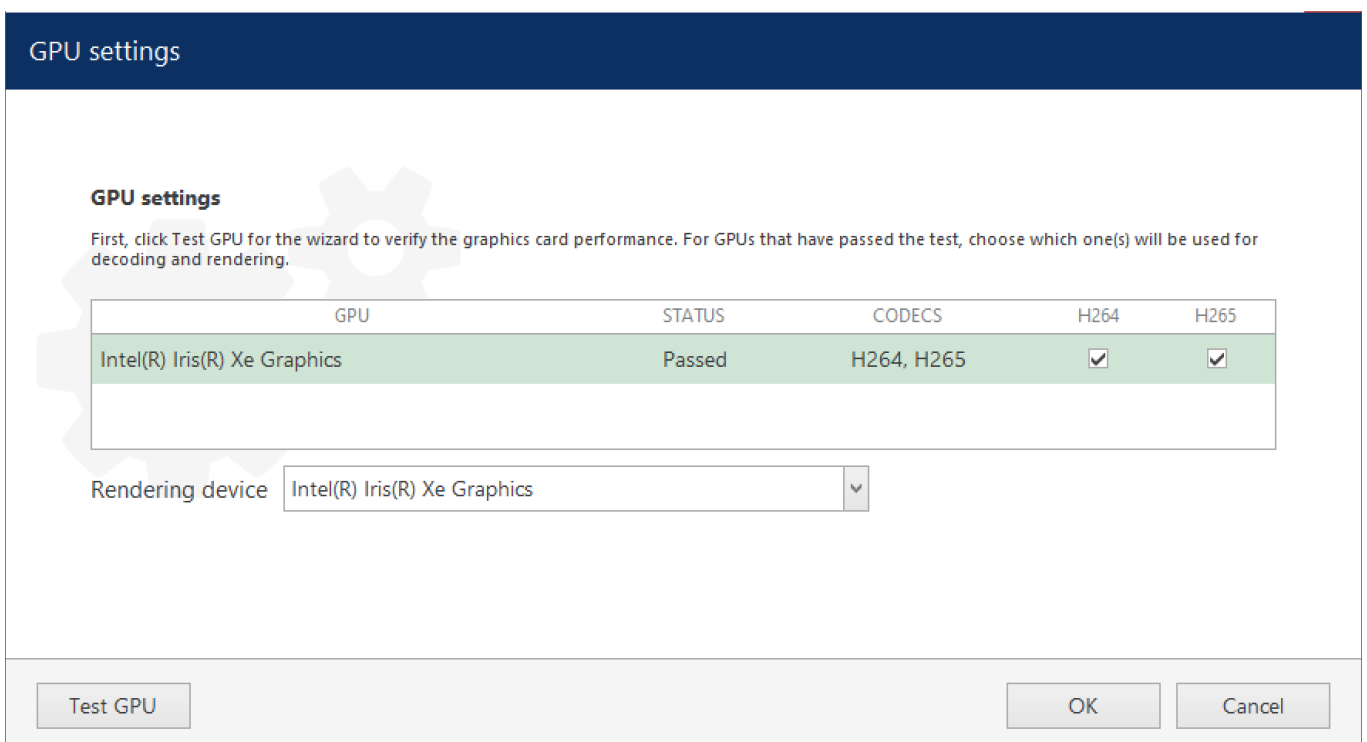 GPU settings
GPU settings
First, click Test GPU for the wizard to verify the graphics card performance. For GPUs that have passed the test, choose which one(s) will be used for
decoding and rendering.
GPU STATUS CODECS H264 H265
Intel(R) Iris(R) Xe Graphics Passed H264, H265
Rendering device Intel(R) Iris(R) Xe Graphics
Test GPU OK Cancel